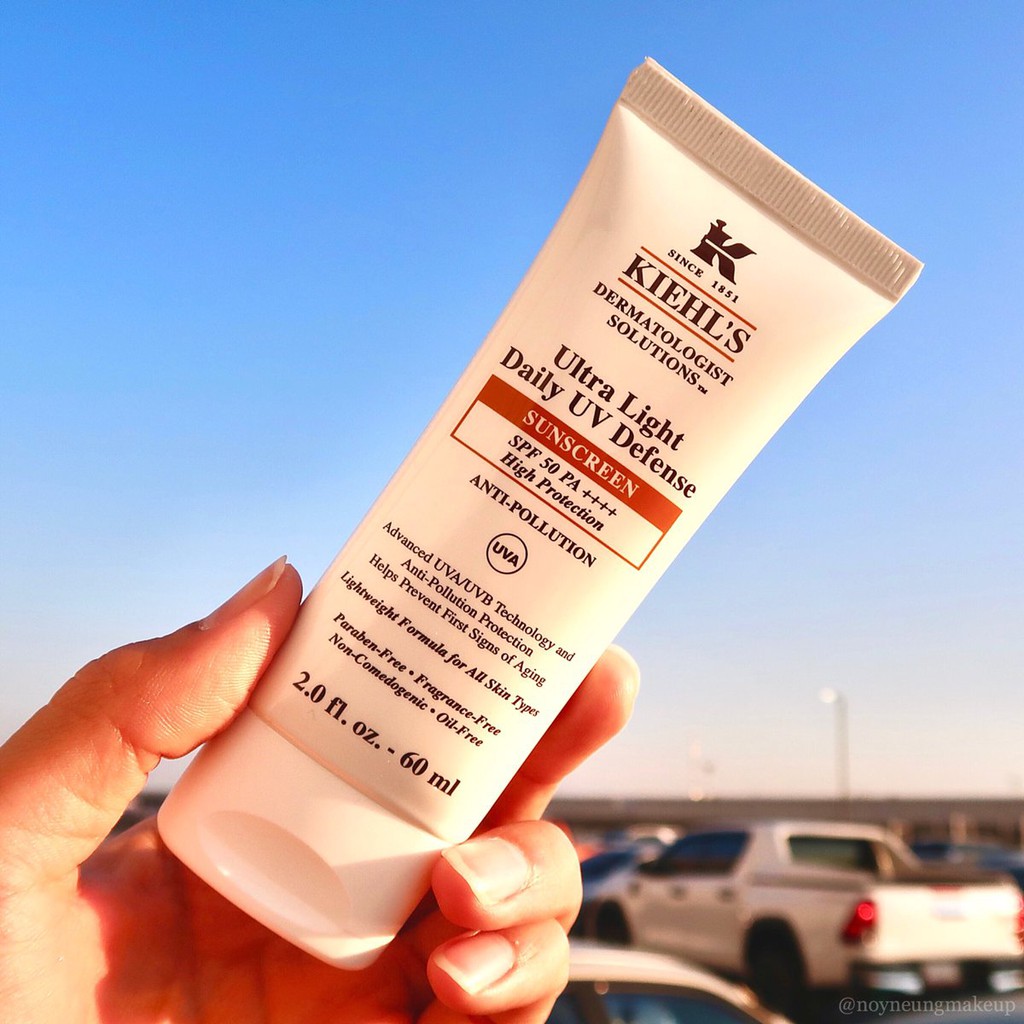 SINCE 1851
KIEHL'S
DERMATOLOGIST
SOLUTIONS™
Ultra Light
Daily UV Defense
SUNSCREEN
SPF 50 PA ++++
High Protection
ANTI-POLLUTION
UVA
Advanced UVA/UVB Technology and
Anti-Pollution Protection
Helps Prevent First Signs of Aging
Lightweight Formula for All Skin Types
Paraben-Free • Fragrance-Free
Non-Comedogenic • Oil-Free
2.0 fl. oz. - 60 ml
@noyneungmakeup